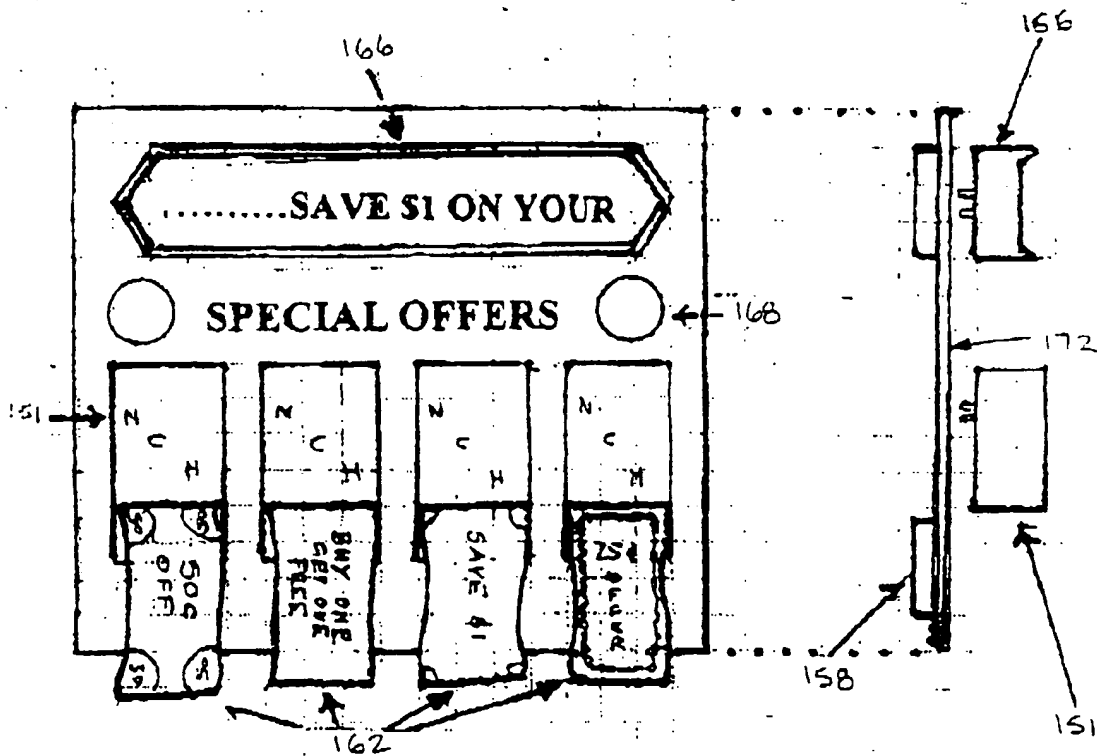 166
155
..........SAVE $1 ON YOUR
SPECIAL OFFERS
168
172
151
N
U
H
N
U
H
N
U
H
N
U
H
50¢
OFF
BUY ONE
GET ONE
FREE
SAVE $1
158
162
151